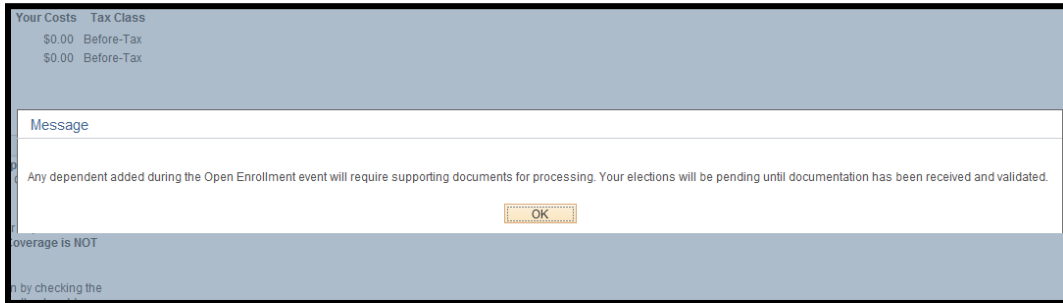 Your Costs Tax Class
$0.00 Before-Tax
$0.00 Before-Tax
Message
Any dependent added during the Open Enrollment event will require supporting documents for processing. Your elections will be pending until documentation has been received and validated.
OK
overage is NOT
n by checking the